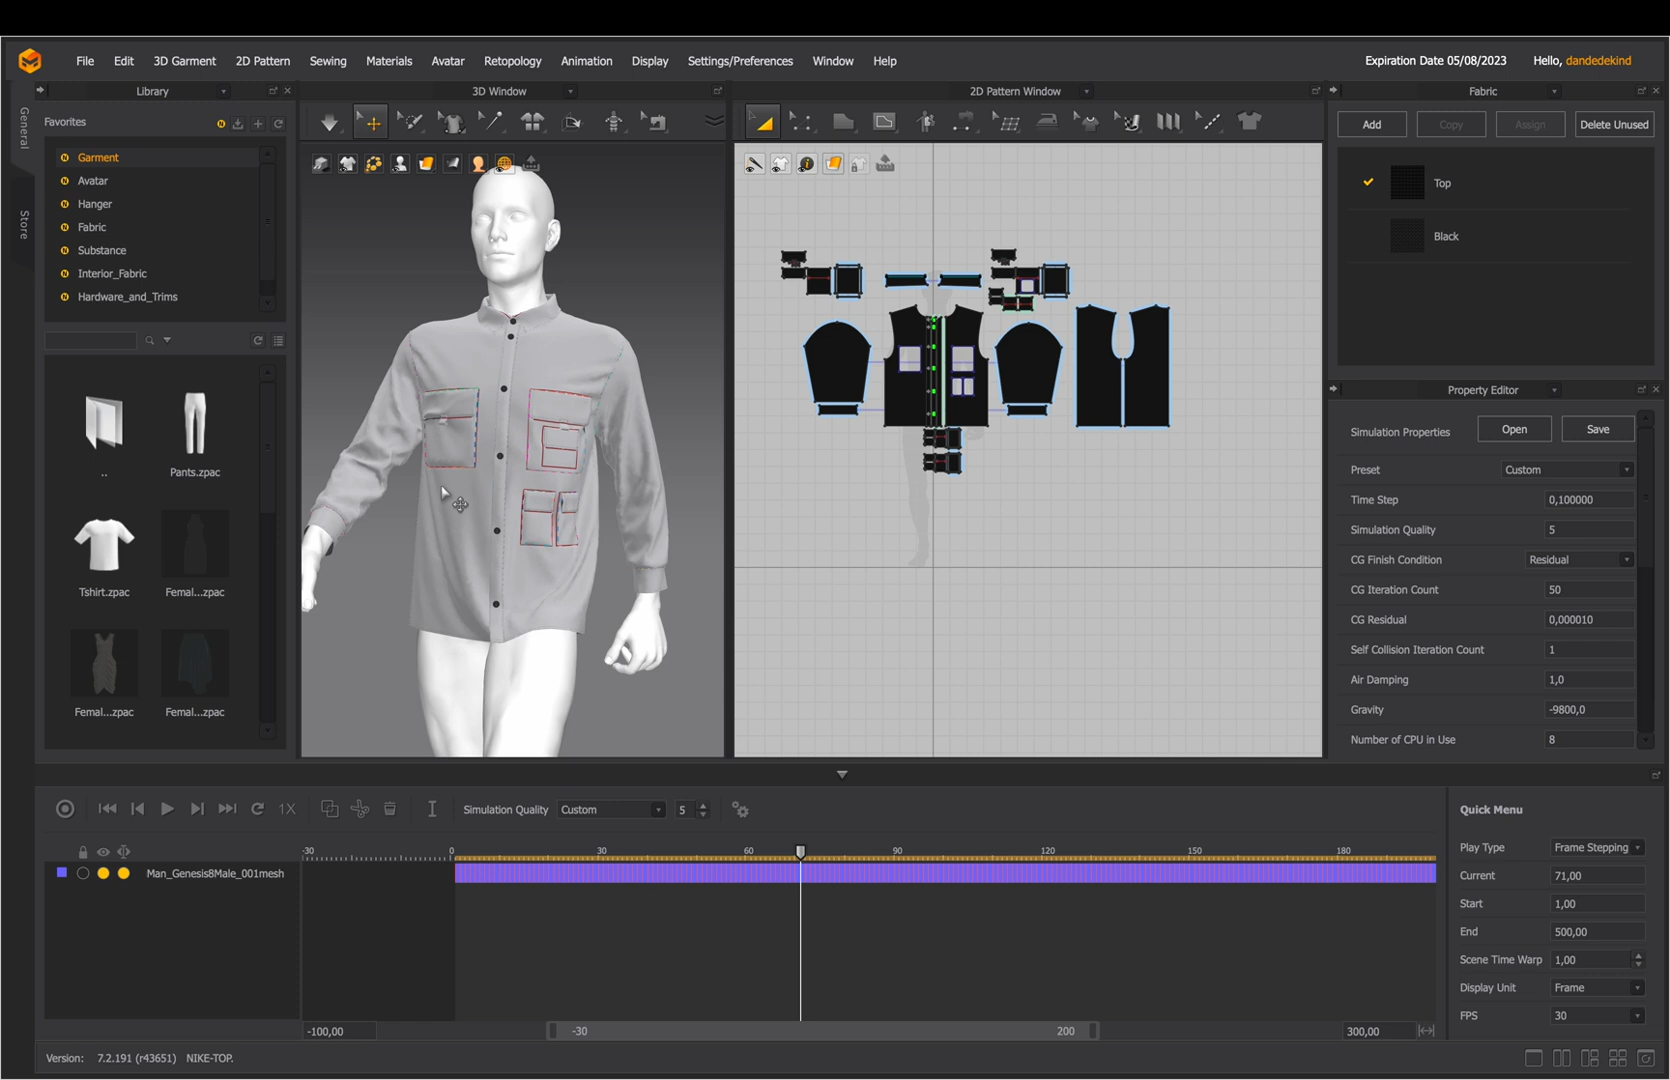 File Edit 3D Garment 2D Pattern Sewing Materials Avatar Retopology Animation Display Settings/Preferences Window Help Expiration Date 05/08/2023 Hello, dandedekind
General
Store
Library
Favorites
Garment
Avatar
Hanger
Fabric
Substance
Interior_Fabric
Hardware_and_Trims
..
Pants.zpac
Tshirt.zpac
Femal...zpac
Femal...zpac
Femal...zpac
3D Window
2D Pattern Window
Fabric
Add Copy Assign Delete Unused
Top
Black
Property Editor
Simulation Properties Open Save
Preset Custom
Time Step 0,100000
Simulation Quality 5
CG Finish Condition Residual
CG Iteration Count 50
CG Residual 0,000010
Self Collision Iteration Count 1
Air Damping 1,0
Gravity -9800,0
Number of CPU in Use 8
1X Simulation Quality Custom 5
-30 0 30 60 90 120 150 180
Man_Genesis8Male_001mesh
-100,00 -30 200 300,00
Quick Menu
Play Type Frame Stepping
Current 71,00
Start 1,00
End 500,00
Scene Time Warp 1,00
Display Unit Frame
FPS 30
Version: 7.2.191 (r43651) NIKE-TOP.